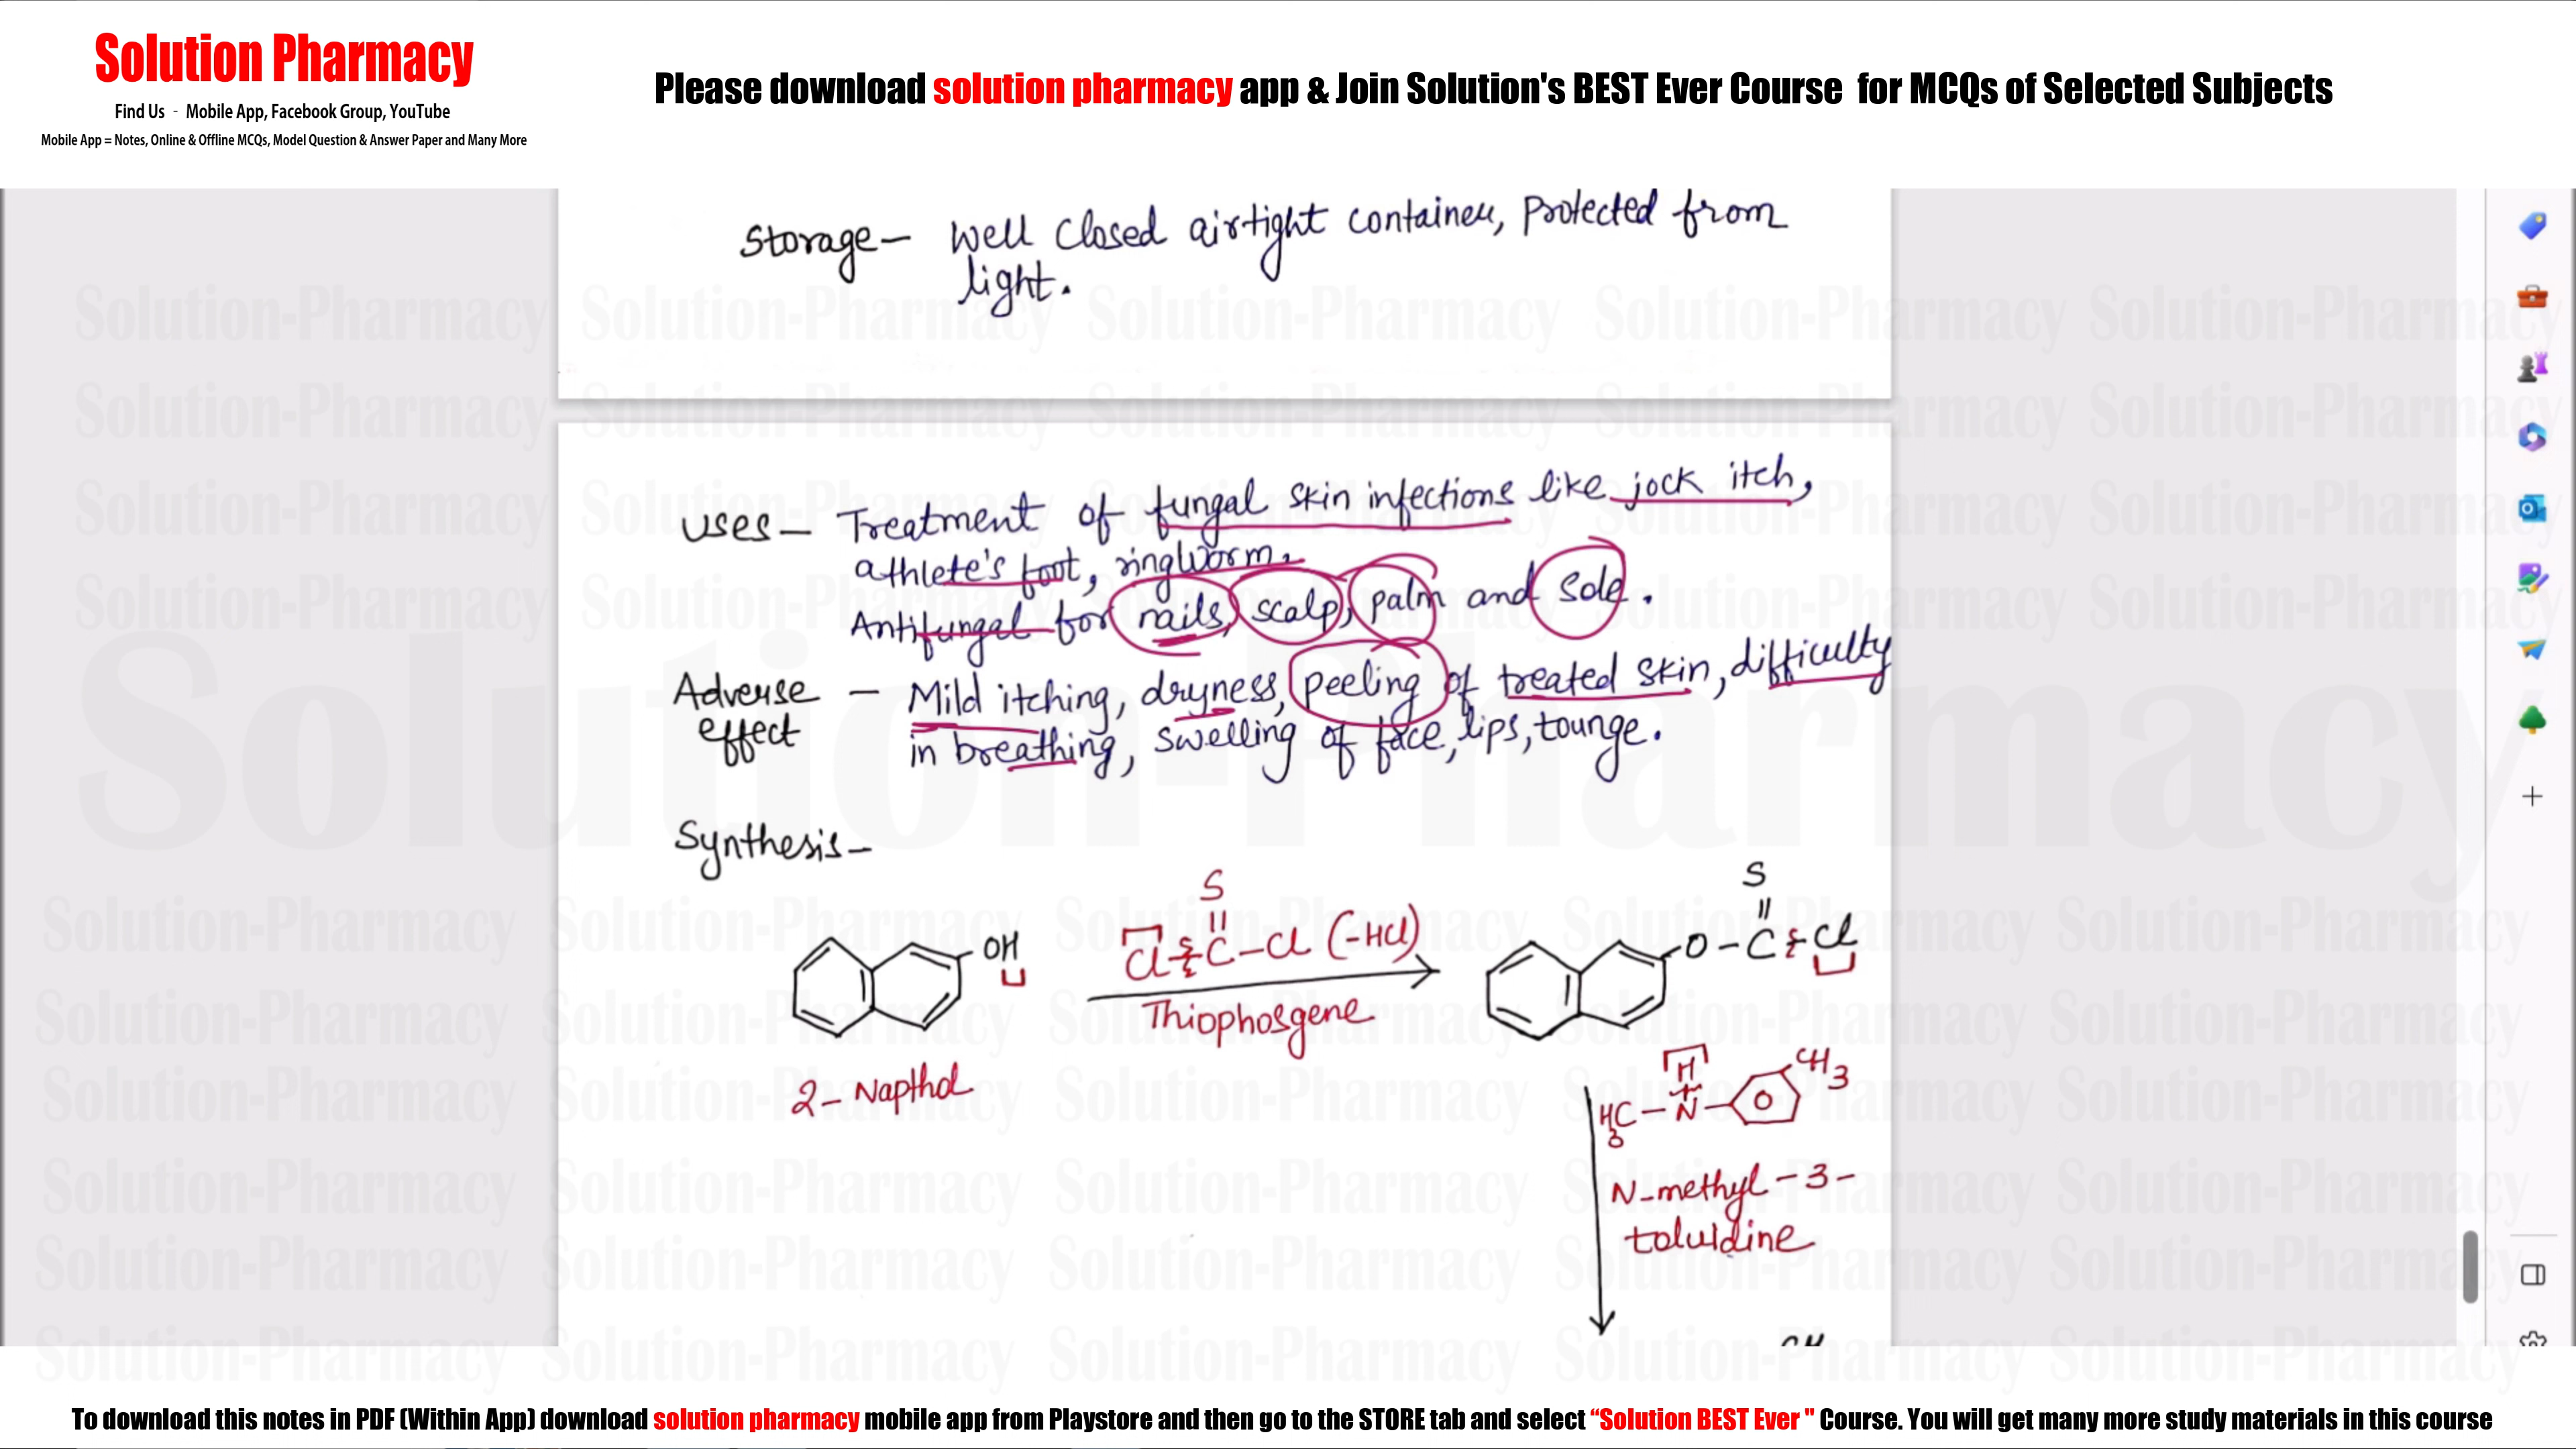 Solution Pharmacy
Find Us - Mobile App, Facebook Group, YouTube
Mobile App = Notes, Online & Offline MCQs, Model Question & Answer Paper and Many More
Please download solution pharmacy app & Join Solution's BEST Ever Course for MCQs of Selected Subjects
Storage – Well closed airtight container, Protected from
light.
Uses – Treatment of fungal skin infections like jock itch,
athlete's foot, ringworm.
Antifungal for nails, scalp, palm and sole.
Adverse effect – Mild itching, dryness, peeling of treated skin, difficulty
in breathing, swelling of face, lips, tounge.
Synthesis –
S
||
OH
Cl-C-Cl (-HCl)
Thiophosgene
2- Napthol
S
||
O-C-Cl
H
H3C-N-
CH3
N-methyl-3-
toluidine
Solution-Pharmacy
To download this notes in PDF (Within App) download solution pharmacy mobile app from Playstore and then go to the STORE tab and select “Solution BEST Ever " Course. You will get many more study materials in this course